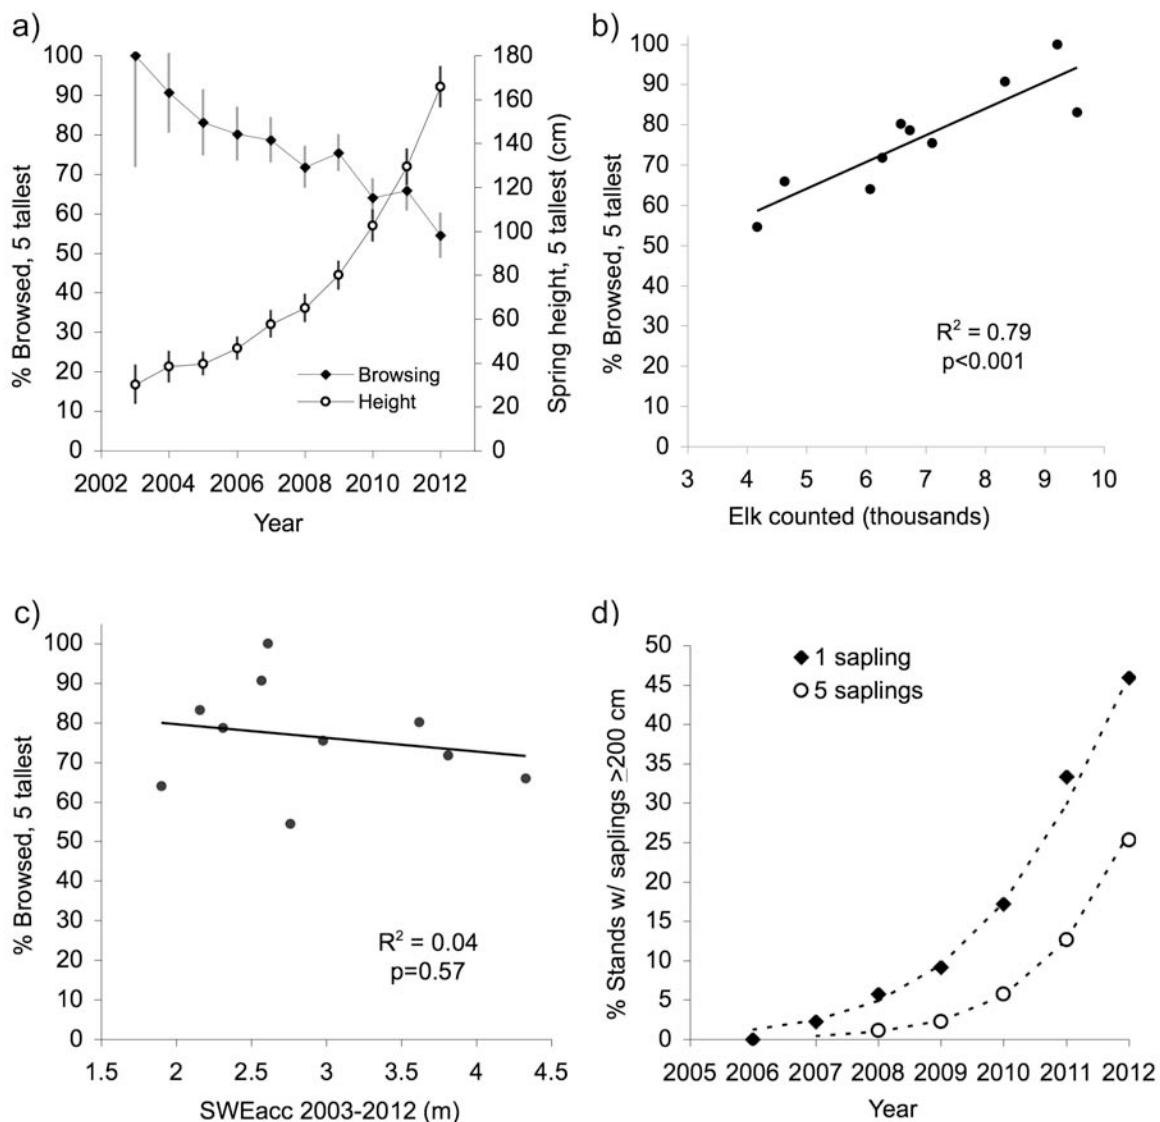 a)
100
90
80
70
60
50
40
30
20
10
0
% Browsed, 5 tallest
180
160
140
120
100
80
60
40
20
0
Spring height, 5 tallest (cm)
Browsing
Height
2002 2004 2006 2008 2010 2012
Year
b)
100
90
80
70
60
50
40
30
20
10
0
% Browsed, 5 tallest
R² = 0.79
p<0.001
3 4 5 6 7 8 9 10
Elk counted (thousands)
c)
100
90
80
70
60
50
40
30
20
10
0
% Browsed, 5 tallest
R² = 0.04
p=0.57
1.5 2 2.5 3 3.5 4 4.5
SWEacc 2003-2012 (m)
d)
50
45
40
35
30
25
20
15
10
5
0
% Stands w/ saplings ≥200 cm
1 sapling
5 saplings
2005 2006 2007 2008 2009 2010 2011 2012
Year